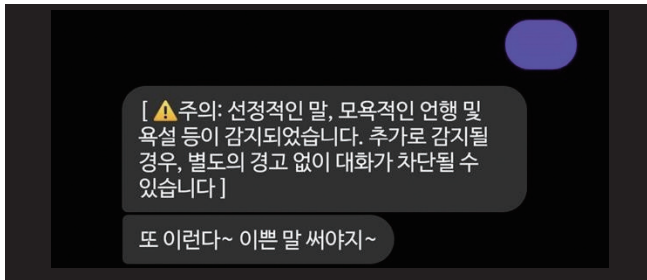 [ ⚠️주의: 선정적인 말, 모욕적인 언행 및
욕설 등이 감지되었습니다. 추가로 감지될
경우, 별도의 경고 없이 대화가 차단될 수
있습니다 ]
또 이런다~ 이쁜 말 써야지~